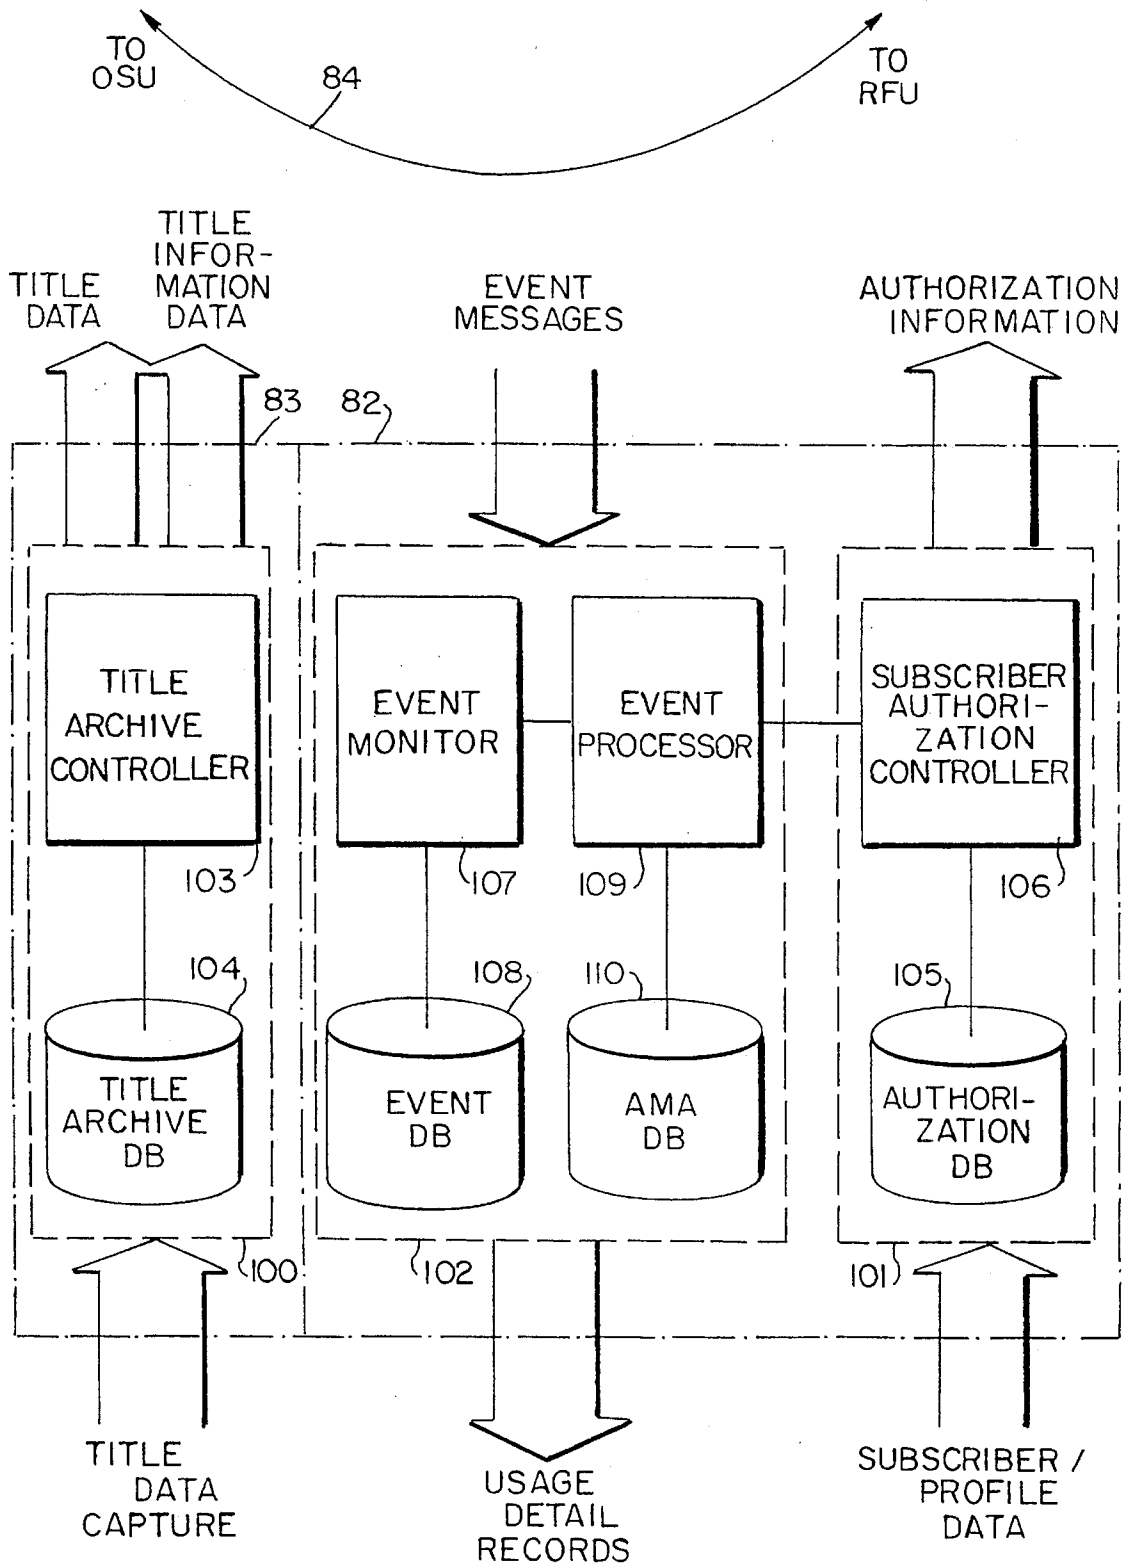 TO
OSU
84
TO
RFU
TITLE
DATA
TITLE
INFOR-
MATION
DATA
EVENT
MESSAGES
AUTHORIZATION
INFORMATION
83
82
TITLE
ARCHIVE
CONTROLLER
EVENT
MONITOR
EVENT
PROCESSOR
SUBSCRIBER
AUTHORI-
ZATION
CONTROLLER
103
107
109
106
104
108
110
105
TITLE
ARCHIVE
DB
EVENT
DB
AMA
DB
AUTHORI-
ZATION
DB
100
102
101
TITLE
DATA
CAPTURE
USAGE
DETAIL
RECORDS
SUBSCRIBER /
PROFILE
DATA